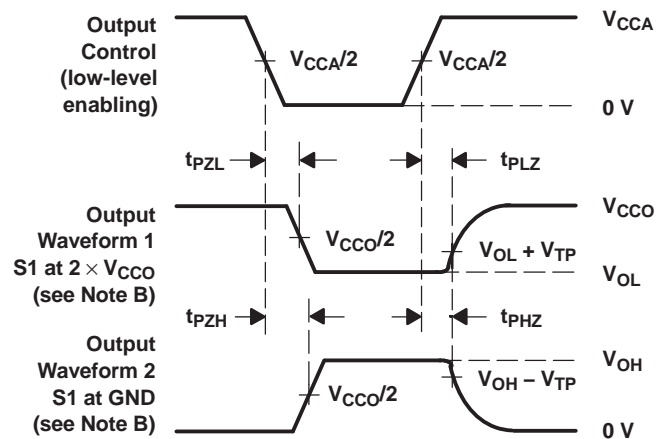 Output
Control
(low-level
enabling)
VCCA/2
VCCA/2
VCCA
0 V
tPZL
tPLZ
Output
Waveform 1
S1 at 2 × VCCO
(see Note B)
VCCO/2
VCCO
VOL + VTP
VOL
tPZH
tPHZ
Output
Waveform 2
S1 at GND
(see Note B)
VCCO/2
VOH
VOH − VTP
0 V